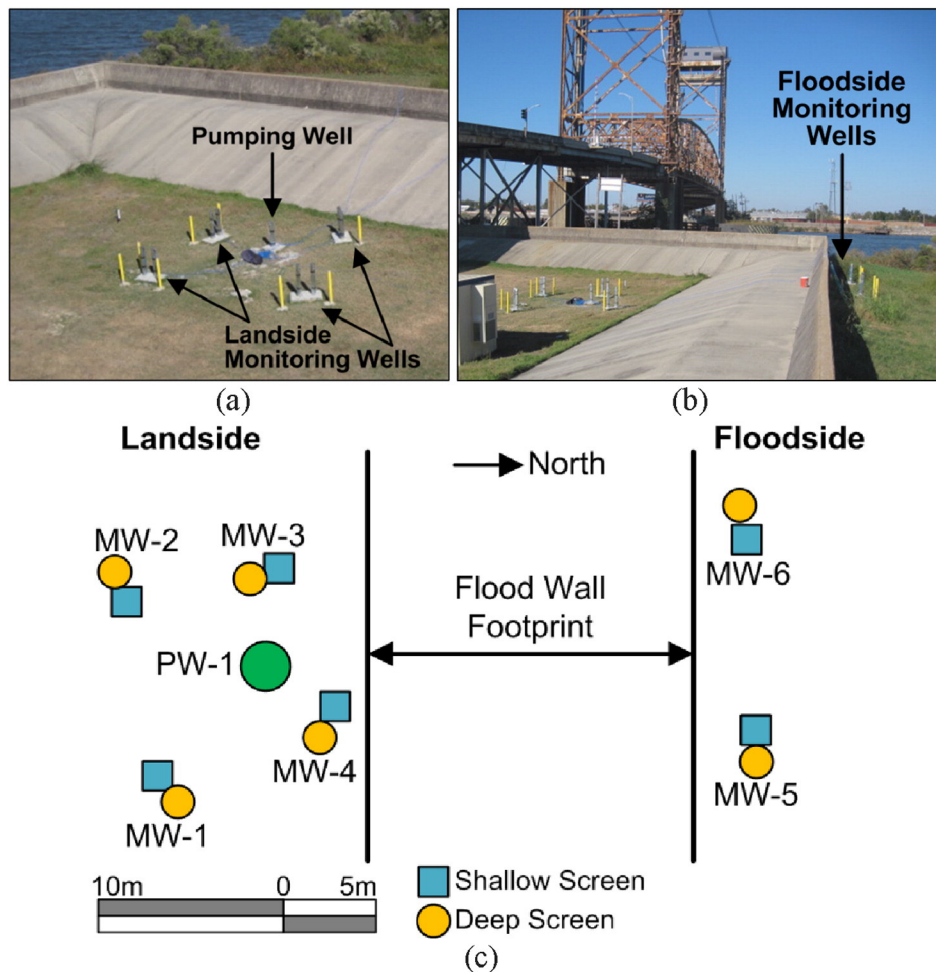 Pumping Well
Landside
Monitoring Wells
(a)
Floodside
Monitoring
Wells
(b)
Landside
Floodside
North
MW-2
MW-3
MW-6
Flood Wall
Footprint
PW-1
MW-4
MW-5
MW-1
10m 0 5m
Shallow Screen
Deep Screen
(c)